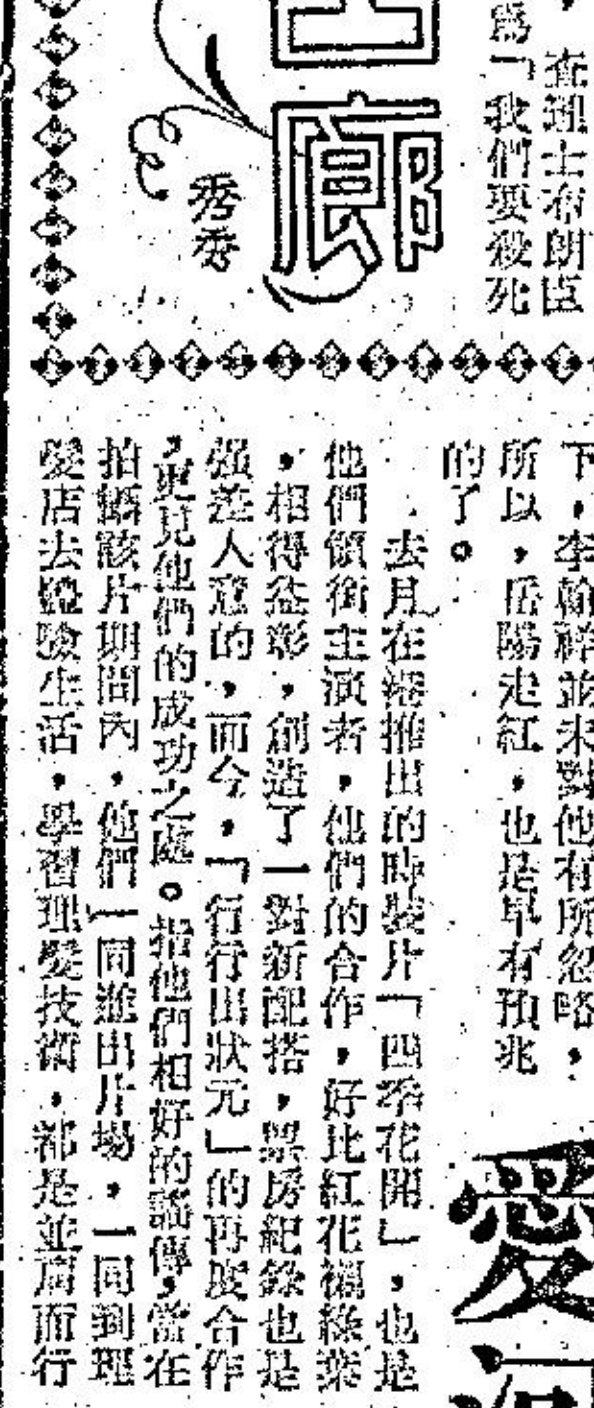 查理士布朗臣
爲「我們要殺死
廊
秀秀
下，李翰祥並未對他有所忽略，
所以，岳陽走紅，也是早有預兆
的了。
去月在港推出的時裝片「四季花開」，也是
他們領銜主演者，他們的合作，好比紅花襯綠葉
，相得益彰，創造了一對新配搭，票房紀錄也是
强差人意的，而今，「行行出狀元」的再度合作
，更見他們的成功之處。指他們相好的謠傳，當在
拍攝該片期間內，他們一同進出片場，一同到理
髮店去體驗生活，學習理髮技術，都是並肩而行
愛